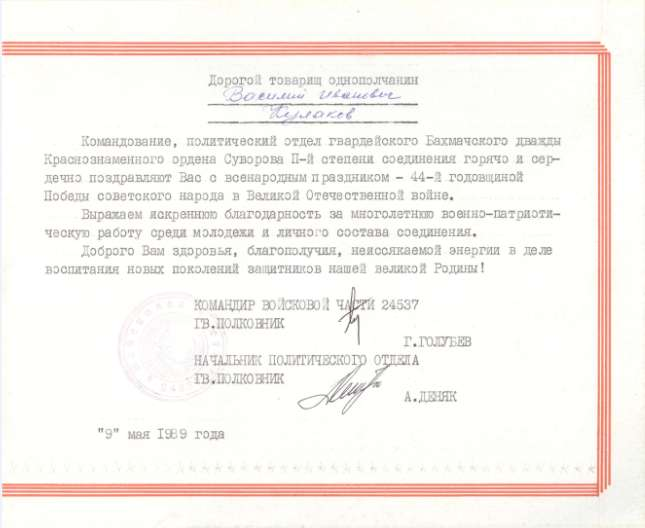 Дорогой товарищ однополчанин
Василий Иванович
Кулаков
Командование, политический отдел гвардейского Бахмачского дважды
Краснознаменного ордена Суворова П-й степени соединения горячо и сер-
дечно поздравляют Вас с всенародным праздником - 44-й годовщиной
Победы советского народа в Великой Отечественной войне.
Выражаем искреннюю благодарность за многолетнюю военно-патриоти-
ческую работу среди молодежи и личного состава соединения.
Доброго Вам здоровья, благополучия, неиссякаемой энергии в деле
воспитания новых поколений защитников нашей великой Родины!
КОМАНДИР ВОЙСКОВОЙ ЧАСТИ 24537
ГВ.ПОЛКОВНИК
Г.ГОЛУБЕВ
НАЧАЛЬНИК ПОЛИТИЧЕСКОГО ОТДЕЛА
ГВ.ПОЛКОВНИК
А.ДЕНЯК
"9" мая 1989 года